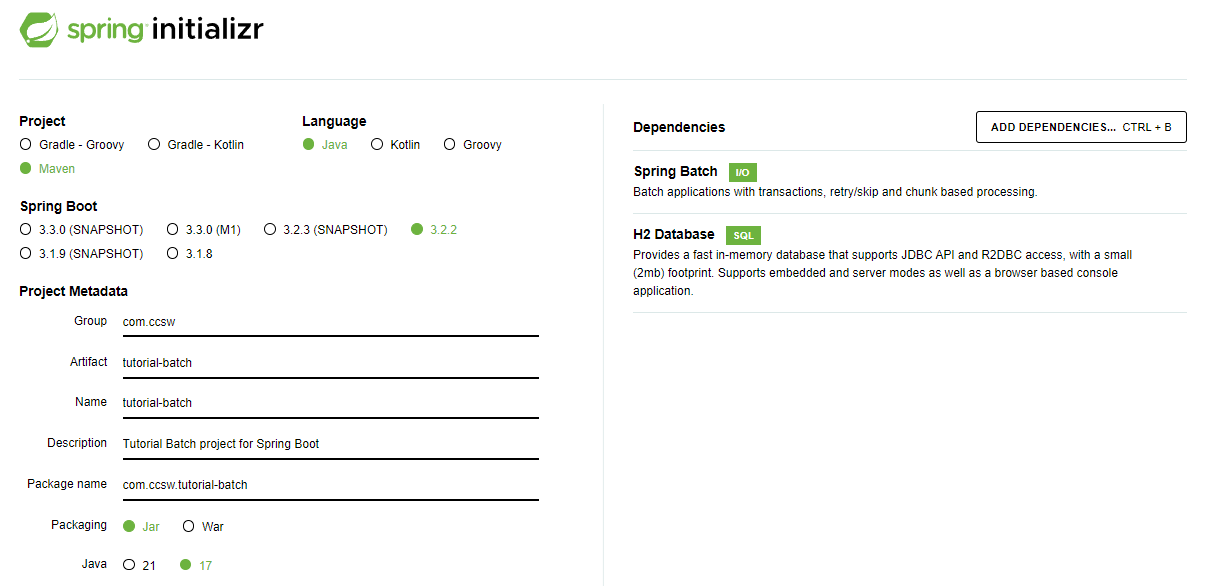 spring initializr
Project
Gradle - Groovy Gradle - Kotlin
Maven
Language
Java Kotlin Groovy
Spring Boot
3.3.0 (SNAPSHOT) 3.3.0 (M1) 3.2.3 (SNAPSHOT) 3.2.2
3.1.9 (SNAPSHOT) 3.1.8
Project Metadata
Group com.ccsw
Artifact tutorial-batch
Name tutorial-batch
Description Tutorial Batch project for Spring Boot
Package name com.ccsw.tutorial-batch
Packaging Jar War
Java 21 17
Dependencies ADD DEPENDENCIES... CTRL + B
Spring Batch I/O
Batch applications with transactions, retry/skip and chunk based processing.
H2 Database SQL
Provides a fast in-memory database that supports JDBC API and R2DBC access, with a small
(2mb) footprint. Supports embedded and server modes as well as a browser based console
application.